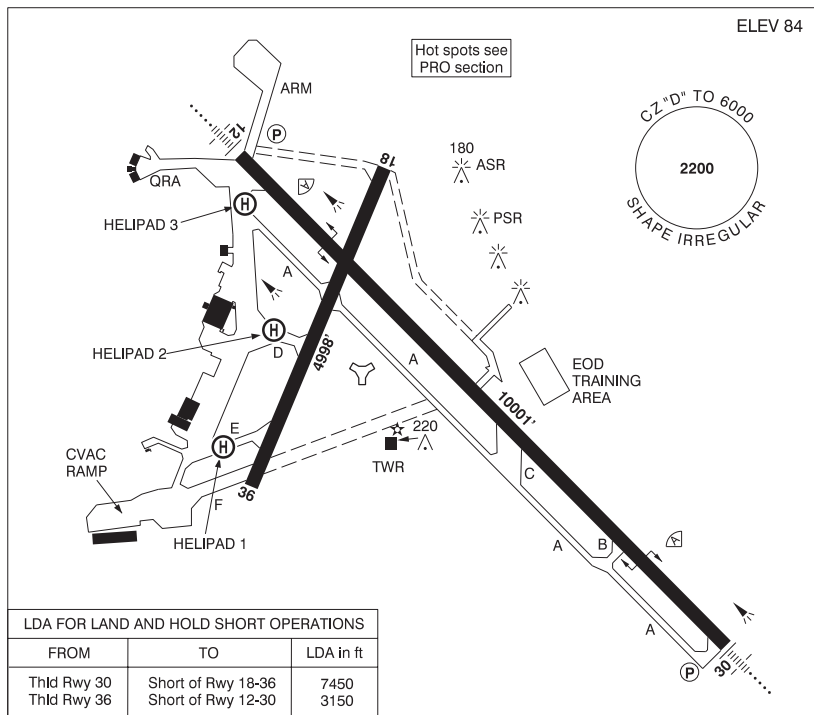 ELEV 84
Hot spots see
PRO section
ARM
CZ "D" TO 6000
2200
SHAPE IRREGULAR
12
P
18
180
ASR
QRA
A
H
HELIPAD 3
PSR
A
H
HELIPAD 2
D
4998'
A
EOD
TRAINING
AREA
10001'
E
H
220
TWR
CVAC
RAMP
36
F
C
HELIPAD 1
A
B
A
A
P
30
LDA FOR LAND AND HOLD SHORT OPERATIONS
FROM TO LDA in ft
Thld Rwy 30 Short of Rwy 18-36 7450
Thld Rwy 36 Short of Rwy 12-30 3150